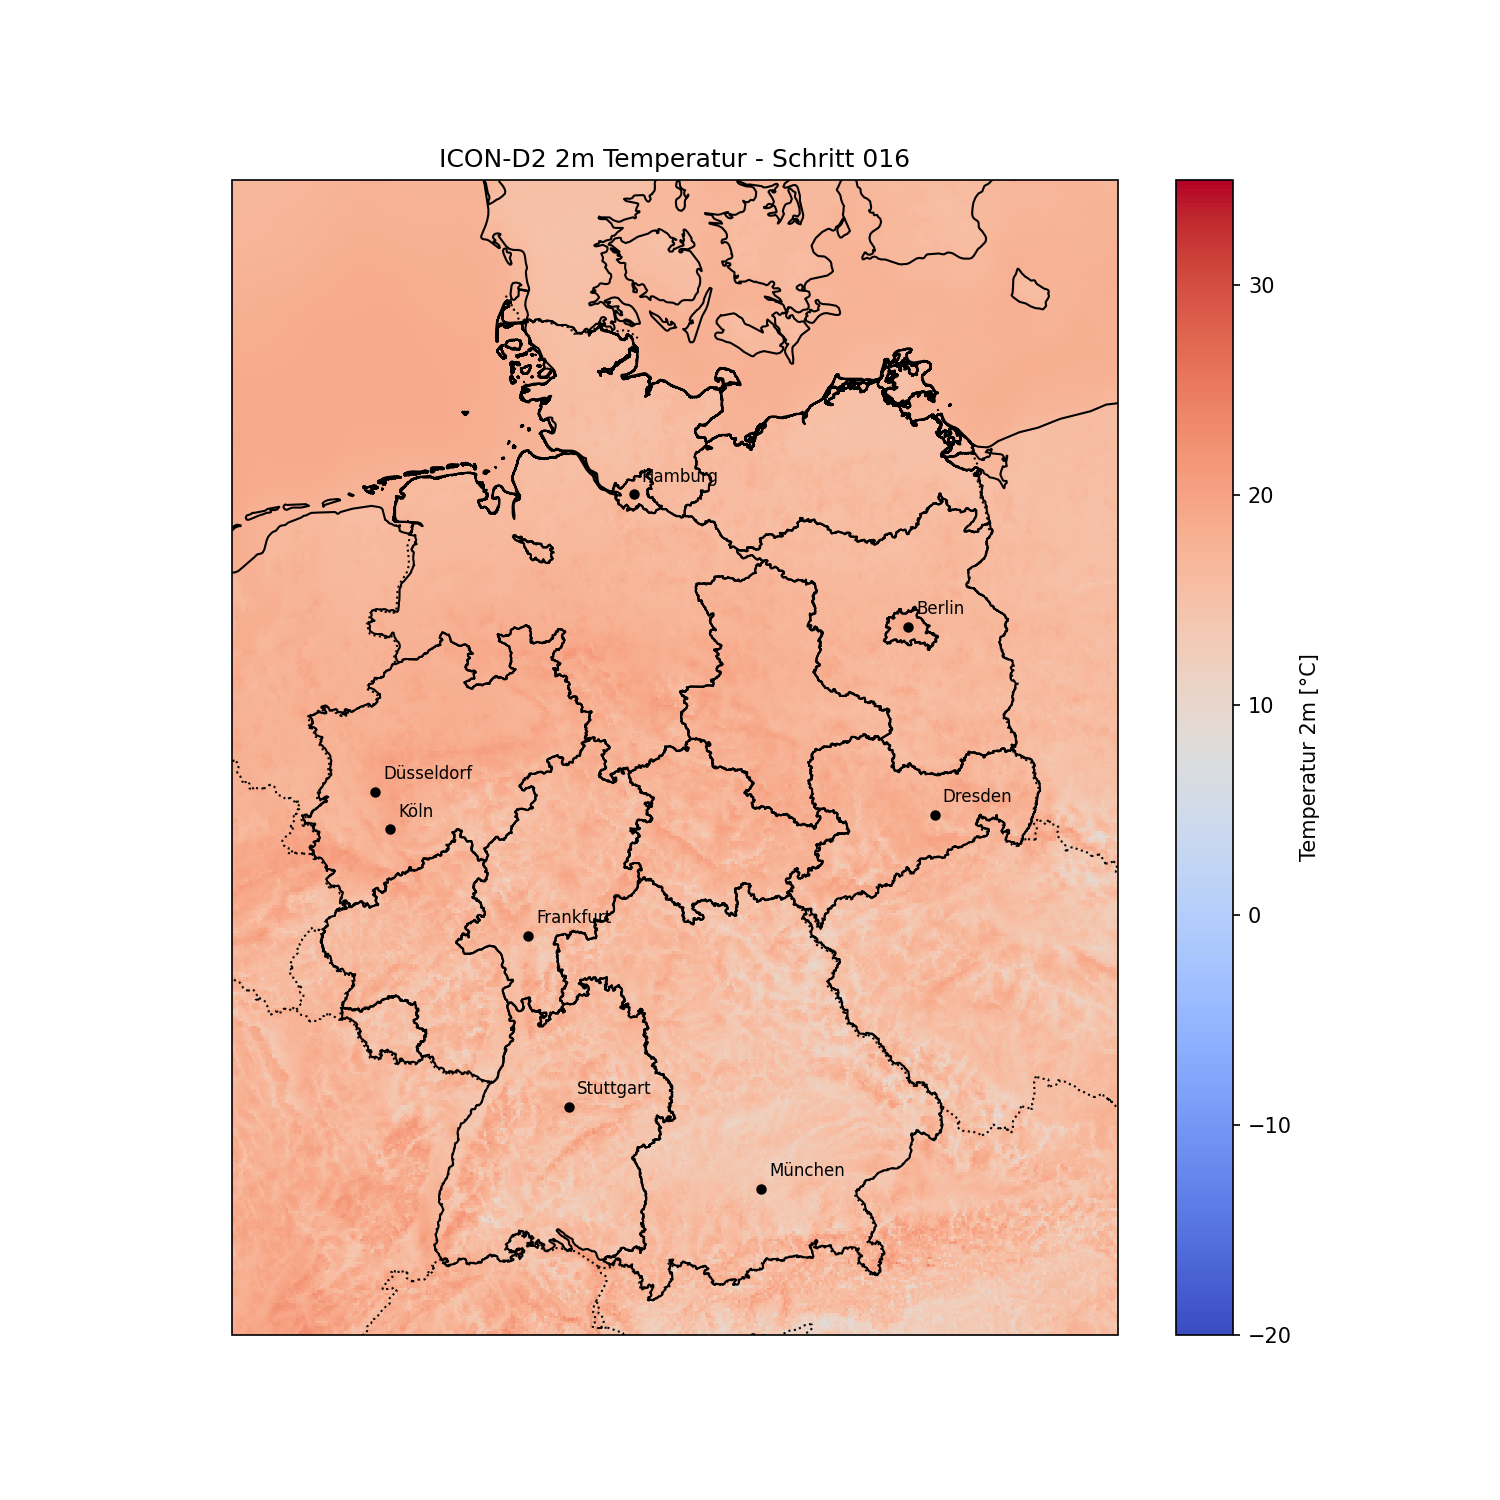 ICON-D2 2m Temperatur - Schritt 016
Hamburg
Berlin
Düsseldorf
Köln
Dresden
Frankfurt
Stuttgart
München
30
20
10
0
−10
−20
Temperatur 2m [°C]